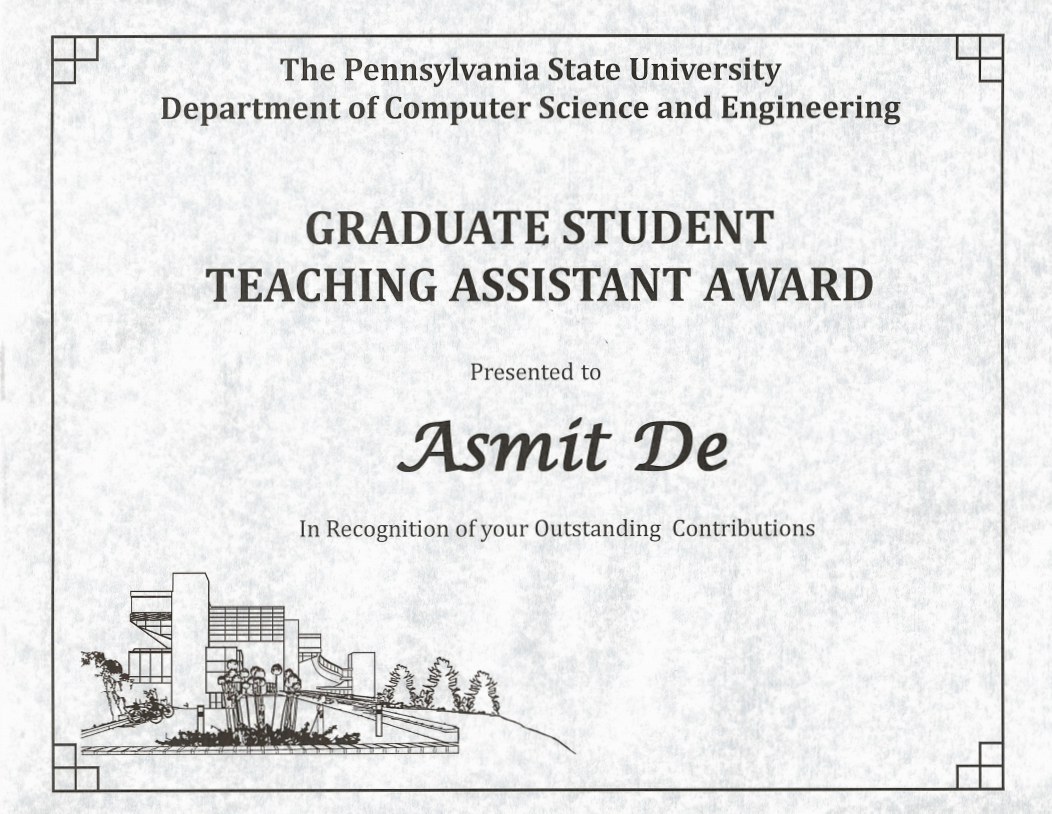 The Pennsylvania State University
Department of Computer Science and Engineering
GRADUATE STUDENT
TEACHING ASSISTANT AWARD
Presented to
Asmit De
In Recognition of your Outstanding Contributions